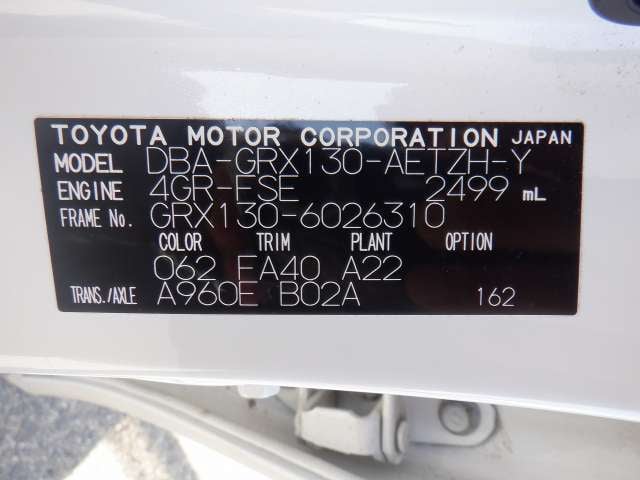 TOYOTA MOTOR CORPORATION JAPAN
MODEL DBA-GRX130-AETZH-Y
ENGINE 4GR-FSE 2499 mL
FRAME No. GRX130-6026310
COLOR TRIM PLANT OPTION
062 FA40 A22
TRANS./AXLE A960E B02A 162